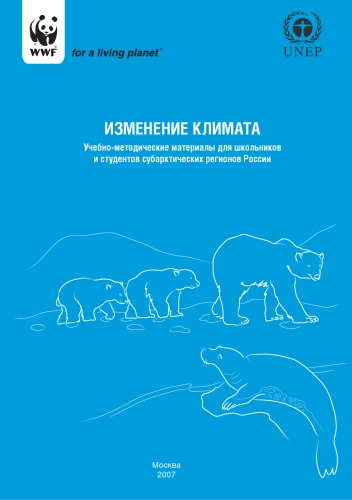 WWF
for a living planet®
UNEP
ИЗМЕНЕНИЕ КЛИМАТА
Учебно-методические материалы для школьников
и студентов субарктических регионов России
Москва
2007